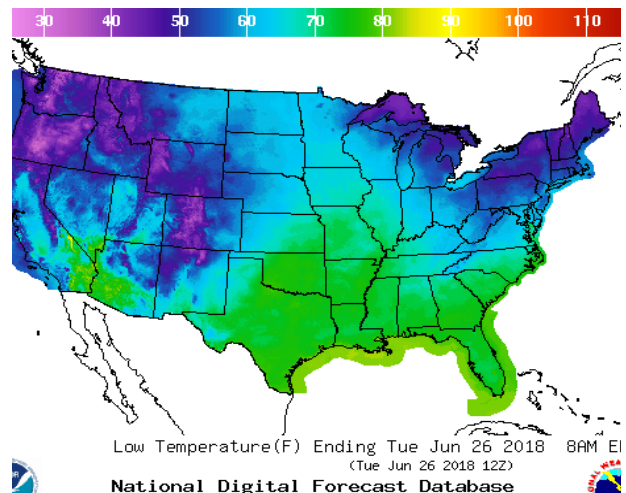 30 40 50 60 70 80 90 100 110
Low Temperature(F) Ending Tue Jun 26 2018 8AM
(Tue Jun 26 2018 12Z)
National Digital Forecast Database